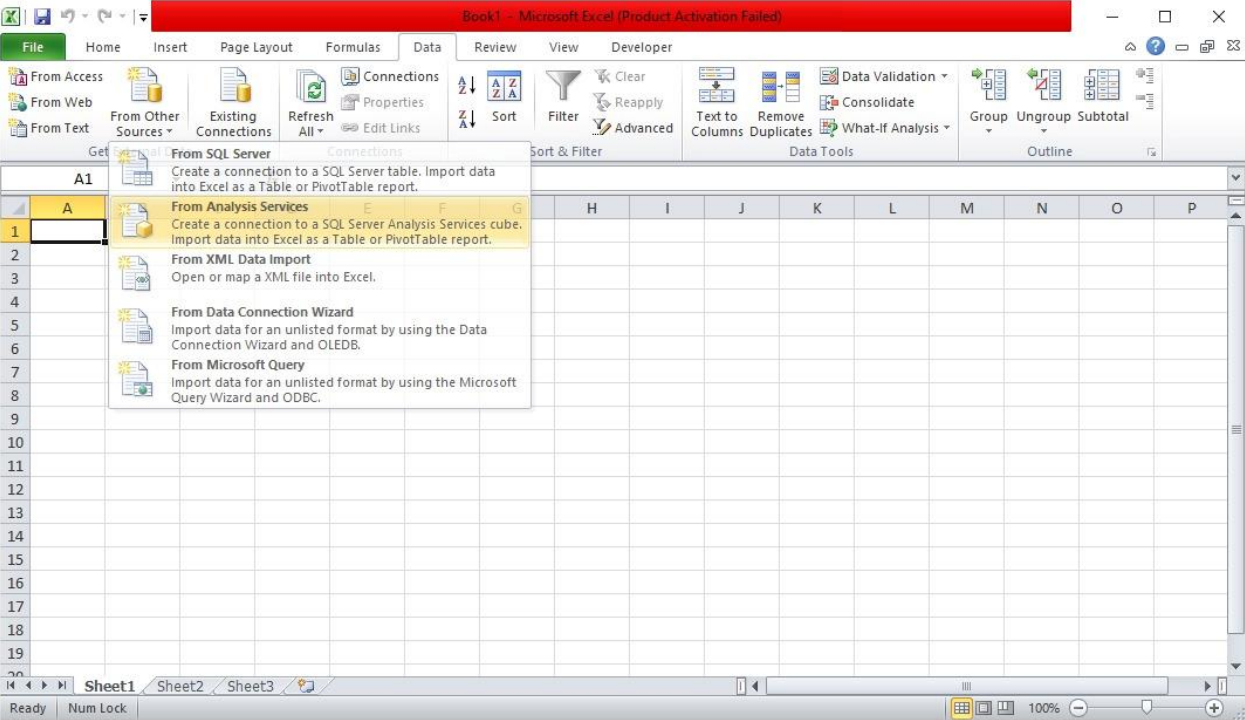 Book1 - Microsoft Excel (Product Activation Failed)
File Home Insert Page Layout Formulas Data Review View Developer
From Access
From Web
From Text
From Other
Sources
Existing
Connections
Refresh
All
Connections
Properties
Edit Links
Sort
Filter
Clear
Reapply
Advanced
Text to
Columns
Remove
Duplicates
Data Validation
Consolidate
What-If Analysis
Group
Ungroup
Subtotal
Connections
Sort & Filter
Data Tools
Outline
A1
From SQL Server
Create a connection to a SQL Server table. Import data
into Excel as a Table or PivotTable report.
From Analysis Services
Create a connection to a SQL Server Analysis Services cube.
Import data into Excel as a Table or PivotTable report.
From XML Data Import
Open or map a XML file into Excel.
From Data Connection Wizard
Import data for an unlisted format by using the Data
Connection Wizard and OLEDB.
From Microsoft Query
Import data for an unlisted format by using the Microsoft
Query Wizard and ODBC.
A E F G H I J K L M N O P
1
2
3
4
5
6
7
8
9
10
11
12
13
14
15
16
17
18
19
Sheet1 Sheet2 Sheet3
Ready Num Lock 100%